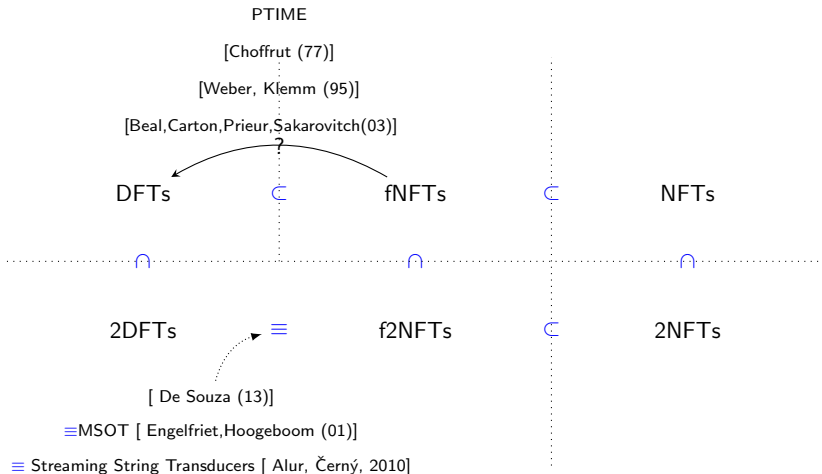 PTIME
[Choffrut (77)]
[Weber, Klemm (95)]
[Beal,Carton,Prieur,Sakarovitch(03)]
?
DFTs ⊂ fNFTs ⊂ NFTs
∩ ∩ ∩
2DFTs ≡ f2NFTs ⊂ 2NFTs
[ De Souza (13)]
≡MSOT [ Engelfriet,Hoogeboom (01)]
≡ Streaming String Transducers [ Alur, Černý, 2010]